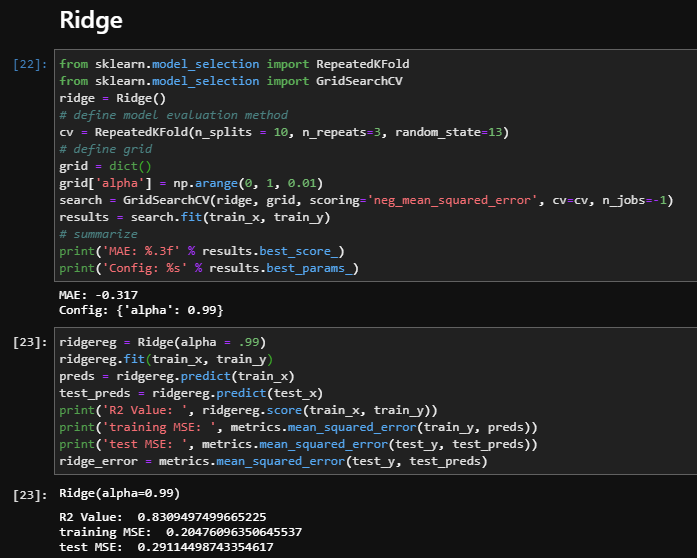 Ridge
[22]:
from sklearn.model_selection import RepeatedKFold
from sklearn.model_selection import GridSearchCV
ridge = Ridge()
# define model evaluation method
cv = RepeatedKFold(n_splits = 10, n_repeats=3, random_state=13)
# define grid
grid = dict()
grid['alpha'] = np.arange(0, 1, 0.01)
search = GridSearchCV(ridge, grid, scoring='neg_mean_squared_error', cv=cv, n_jobs=-1)
results = search.fit(train_x, train_y)
# summarize
print('MAE: %.3f' % results.best_score_)
print('Config: %s' % results.best_params_)
MAE: -0.317
Config: {'alpha': 0.99}
[23]:
ridgereg = Ridge(alpha = .99)
ridgereg.fit(train_x, train_y)
preds = ridgereg.predict(train_x)
test_preds = ridgereg.predict(test_x)
print('R2 Value: ', ridgereg.score(train_x, train_y))
print('training MSE: ', metrics.mean_squared_error(train_y, preds))
print('test MSE: ', metrics.mean_squared_error(test_y, test_preds))
ridge_error = metrics.mean_squared_error(test_y, test_preds)
[23]:
Ridge(alpha=0.99)
R2 Value:  0.8309497499665225
training MSE:  0.20476096350645537
test MSE:  0.29114498743354617